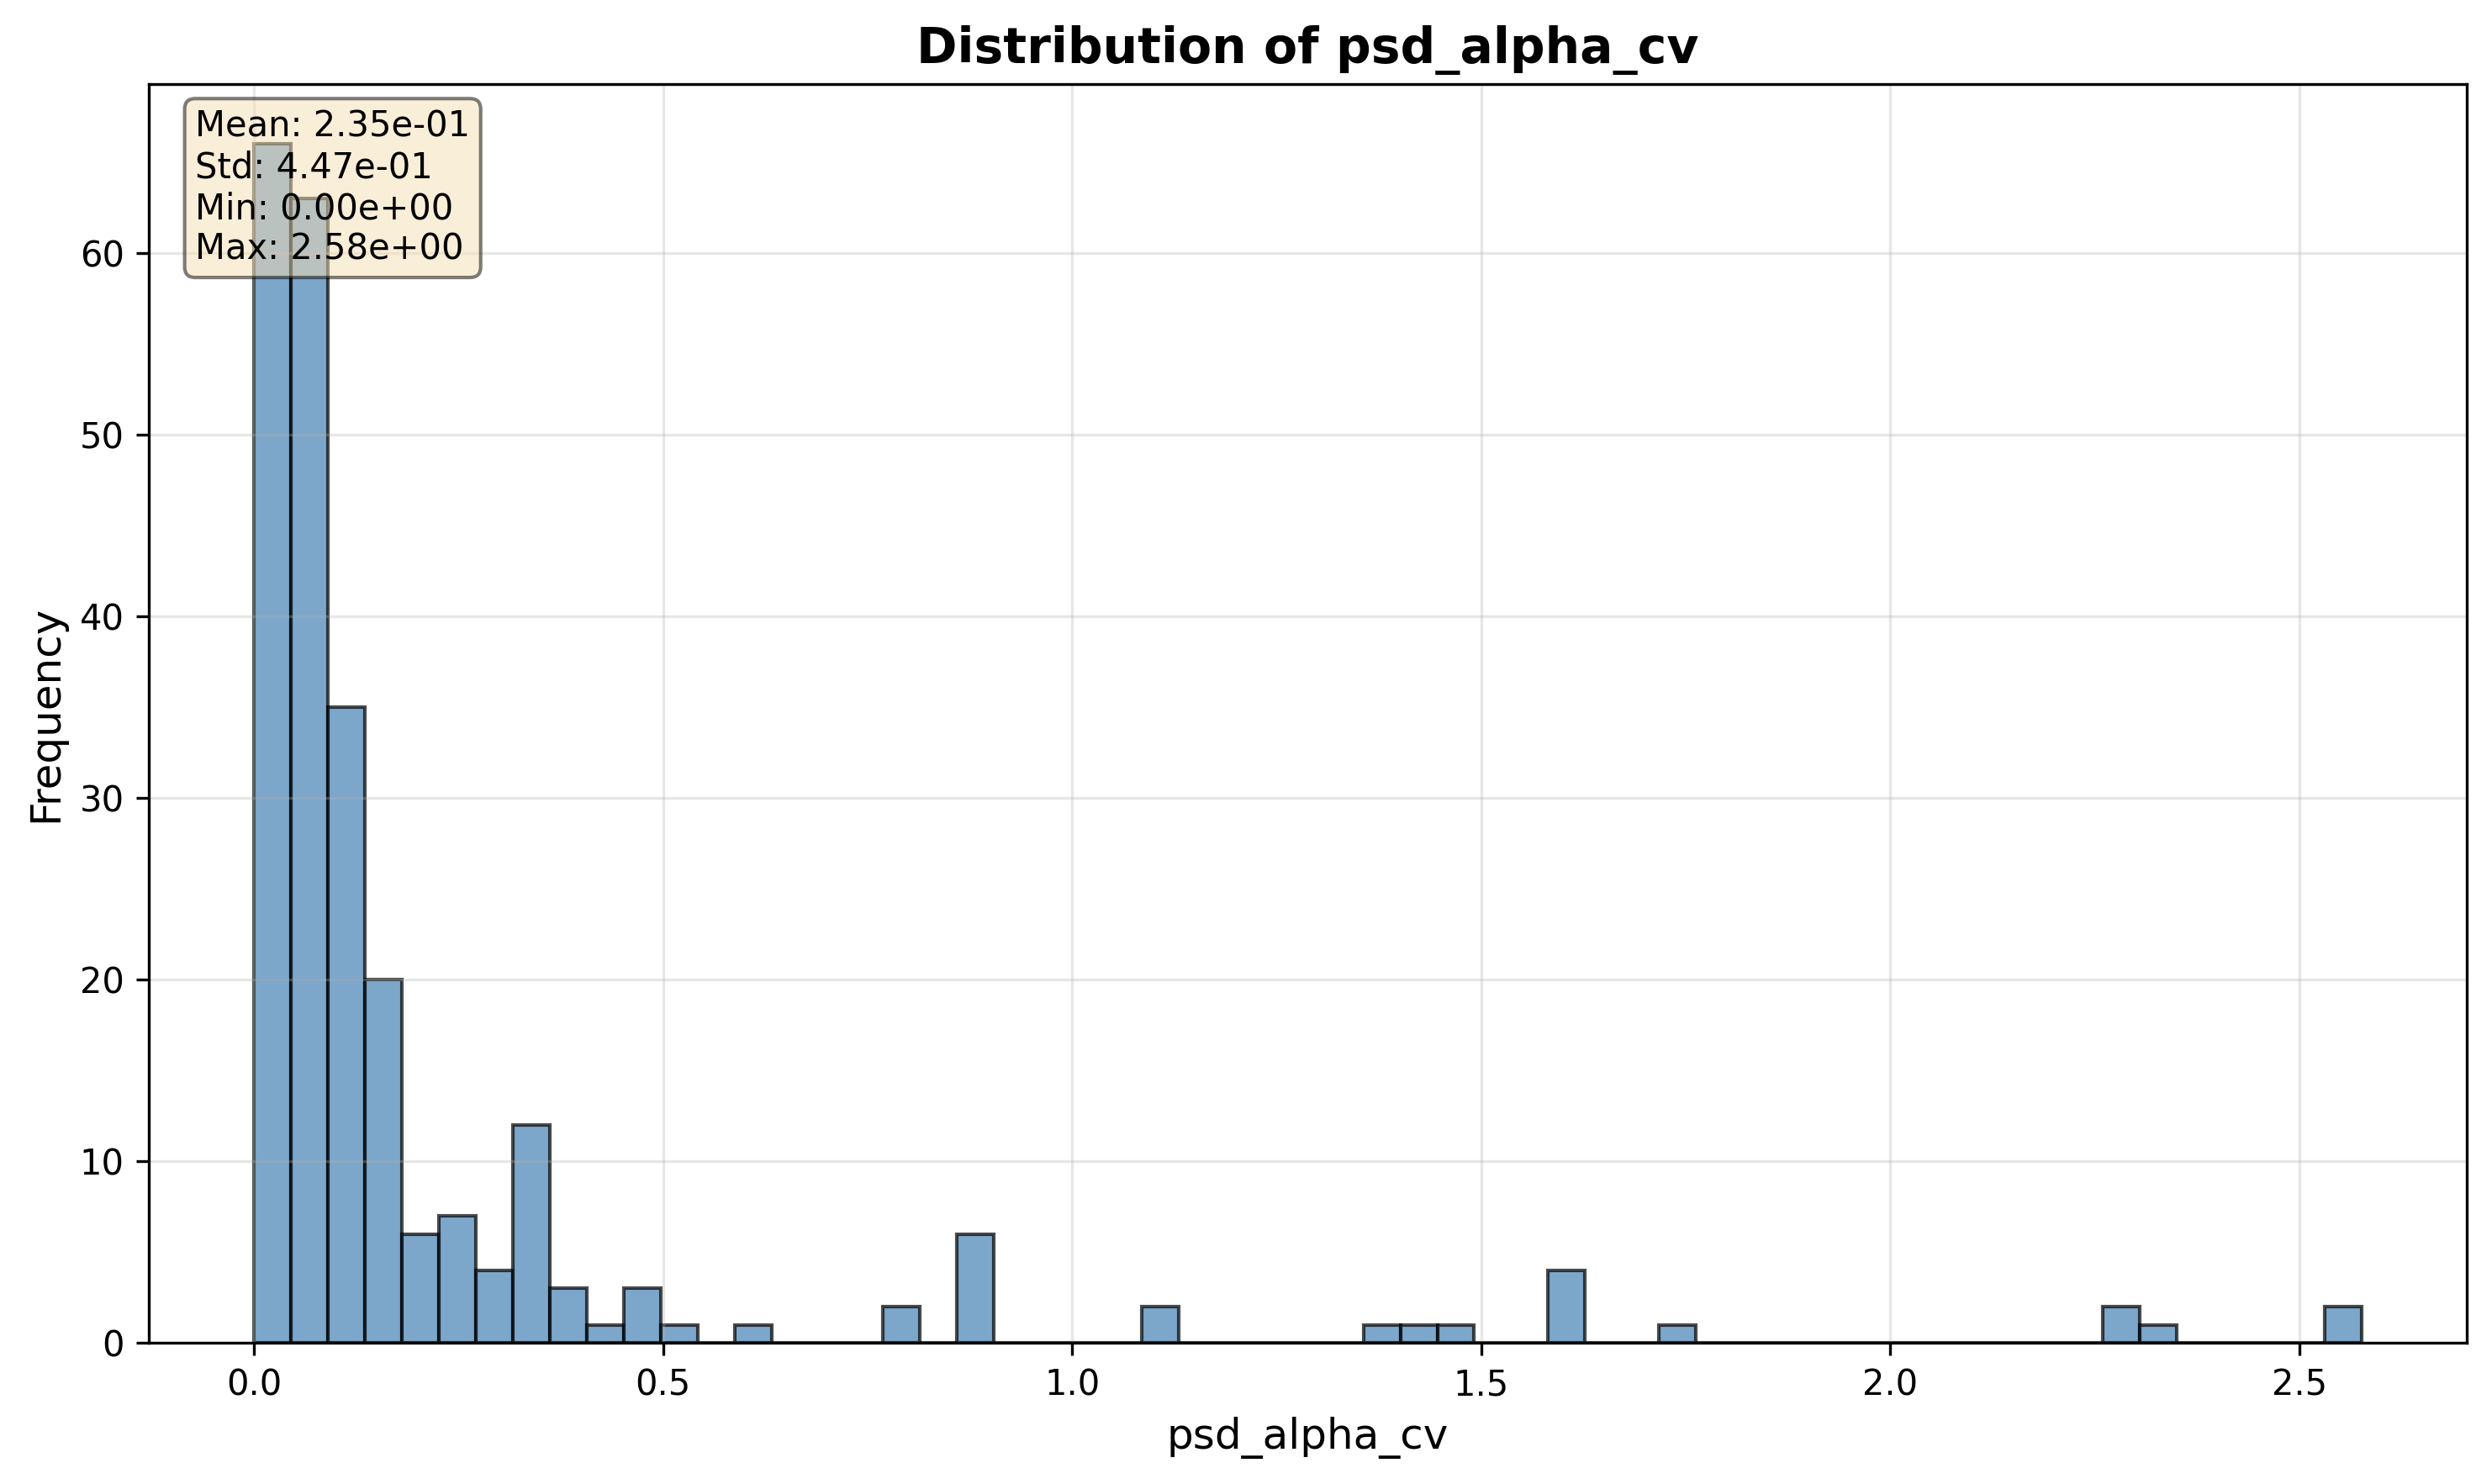 Distribution of psd_alpha_cv
Mean: 2.35e-01
Std: 4.47e-01
Min: 0.00e+00
Max: 2.58e+00
Frequency
60
50
40
30
20
10
0
0.0 0.5 1.0 1.5 2.0 2.5
psd_alpha_cv